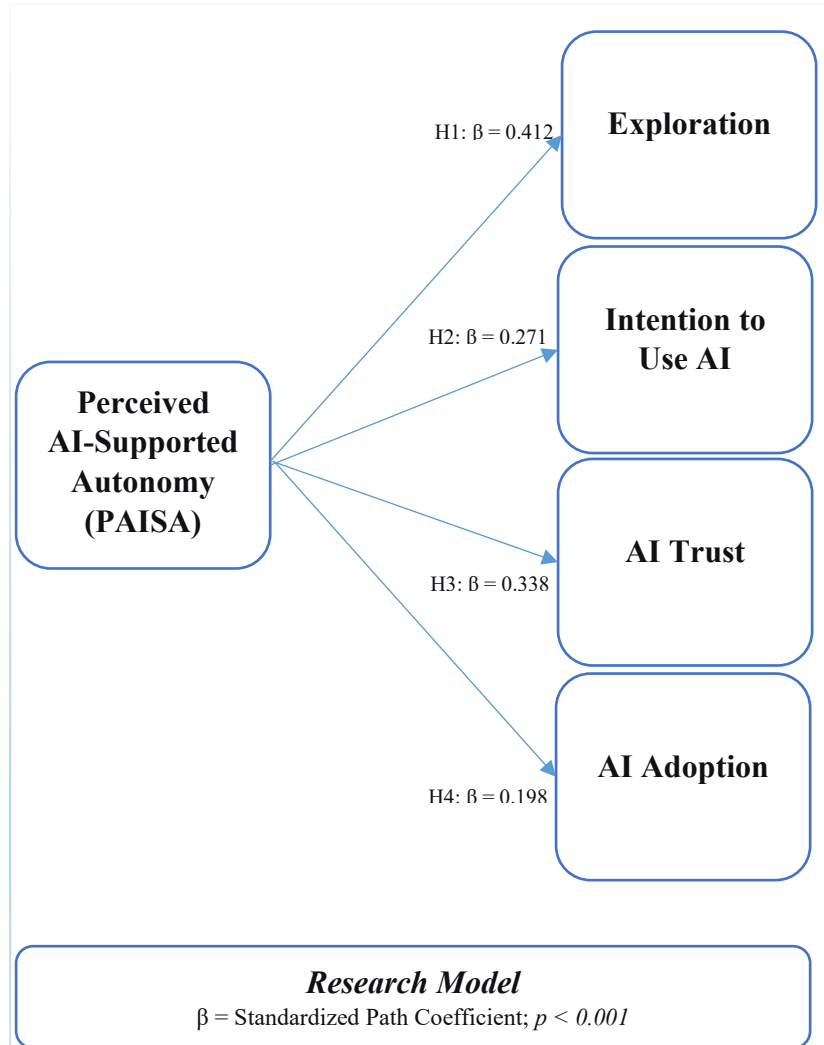 H1: β = 0.412
Exploration
H2: β = 0.271
Intention to
Use AI
Perceived
AI-Supported
Autonomy
(PAISA)
H3: β = 0.338
AI Trust
H4: β = 0.198
AI Adoption
Research Model
β = Standardized Path Coefficient; p < 0.001